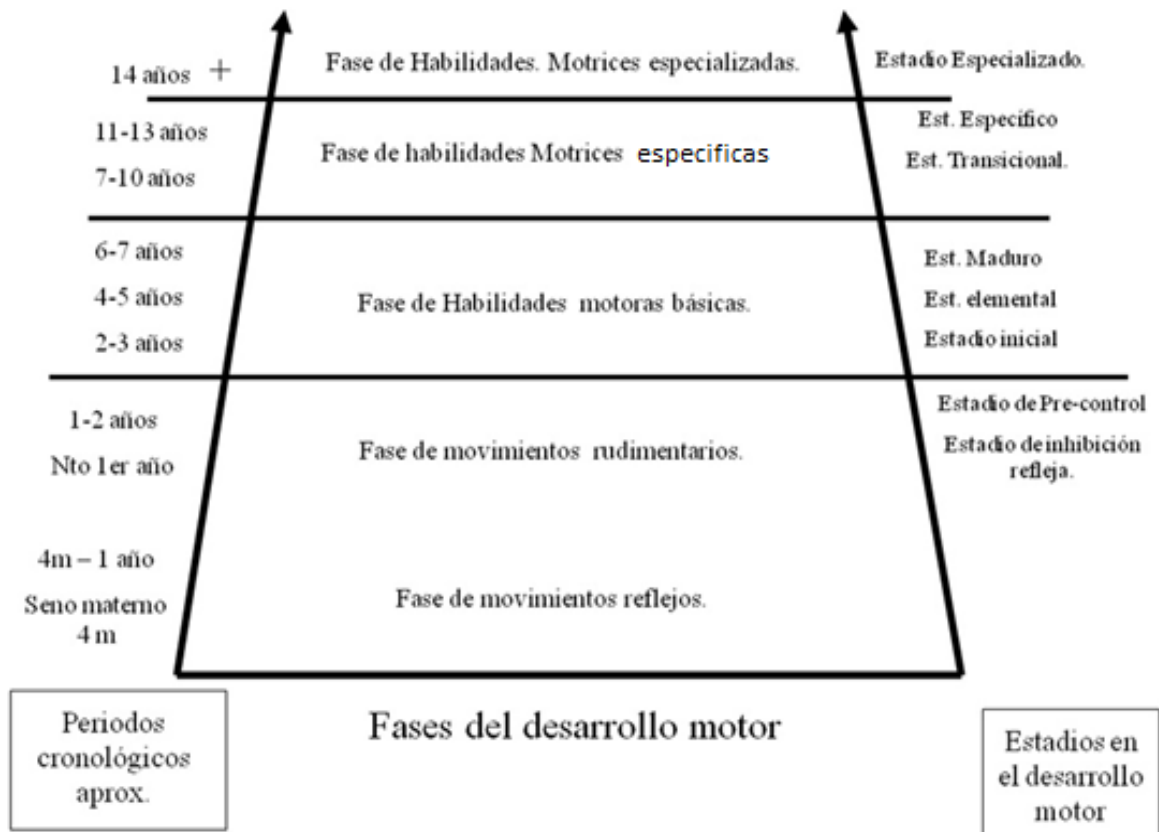 14 años +
Fase de Habilidades. Motrices especializadas.
Estadio Especializado.
11-13 años
7-10 años
Fase de habilidades Motrices especificas
Est. Especifico
Est. Transicional.
6-7 años
4-5 años
2-3 años
Fase de Habilidades motoras básicas.
Est. Maduro
Est. elemental
Estadio inicial
1-2 años
Nto 1er año
Fase de movimientos rudimentarios.
Estadio de Pre-control
Estadio de inhibición
refleja.
4m – 1 año
Seno materno
4 m
Fase de movimientos reflejos.
Periodos
cronológicos
aprox.
Fases del desarrollo motor
Estadios en
el desarrollo
motor